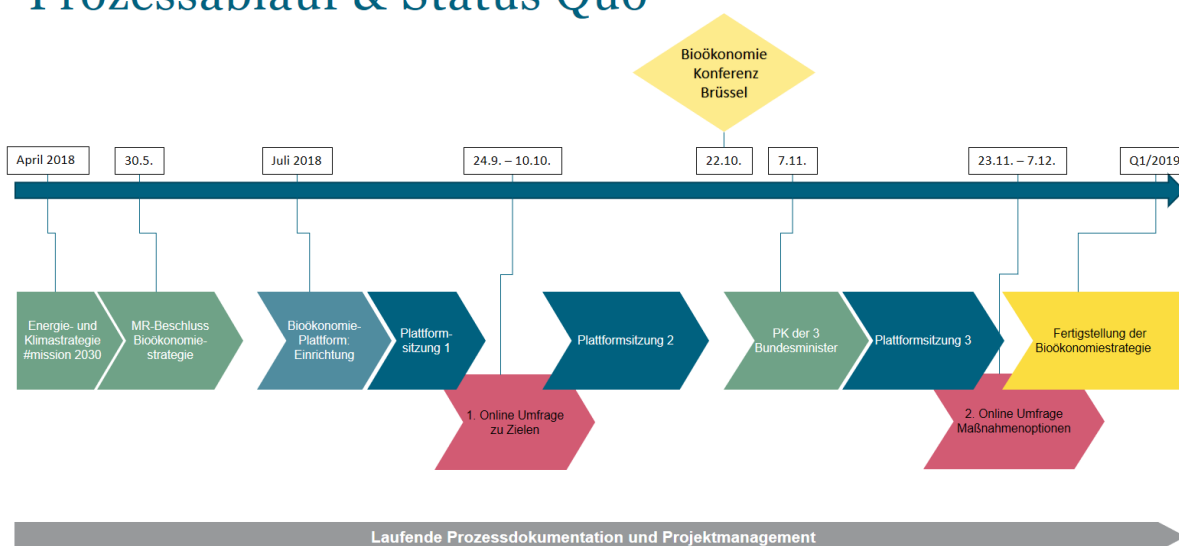 Prozessablauf & Status Quo
Bioökonomie
Konferenz
Brüssel
April 2018
30.5.
Juli 2018
24.9. – 10.10.
22.10.
7.11.
23.11. – 7.12.
Q1/2019
Energie- und
Klimastrategie
#mission 2030
MR-Beschluss
Bioökonomie-
strategie
Bioökonomie-
Plattform:
Einrichtung
Plattform-
sitzung 1
Plattformsitzung 2
PK der 3
Bundesminister
Plattformsitzung 3
Fertigstellung der
Bioökonomiestrategie
1. Online Umfrage
zu Zielen
2. Online Umfrage
Maßnahmenoptionen
Laufende Prozessdokumentation und Projektmanagement